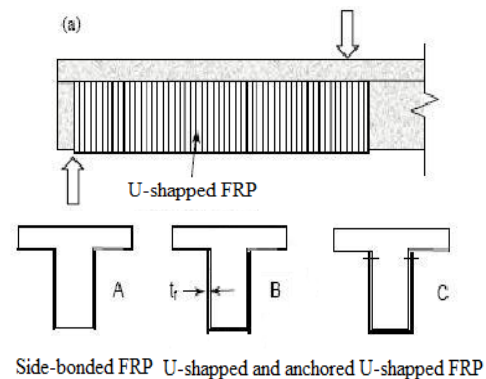 (a)
U-shapped FRP
A
tf B
C
Side-bonded FRP U-shapped and anchored U-shapped FRP